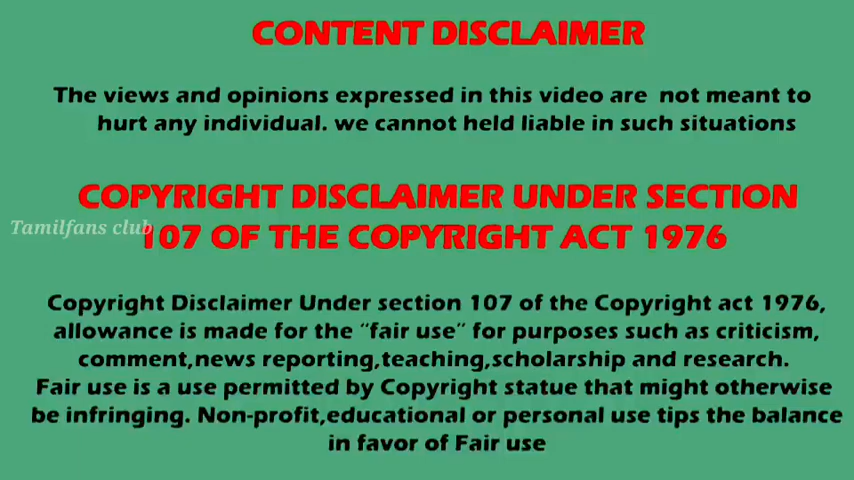 CONTENT DISCLAIMER
The views and opinions expressed in this video are not meant to
hurt any individual. we cannot held liable in such situations
COPYRIGHT DISCLAIMER UNDER SECTION
Tamilfans club
107 OF THE COPYRIGHT ACT 1976
Copyright Disclaimer Under section 107 of the Copyright act 1976,
allowance is made for the "fair use" for purposes such as criticism,
comment,news reporting,teaching,scholarship and research.
Fair use is a use permitted by Copyright statue that might otherwise
be infringing. Non-profit,educational or personal use tips the balance
in favor of Fair use